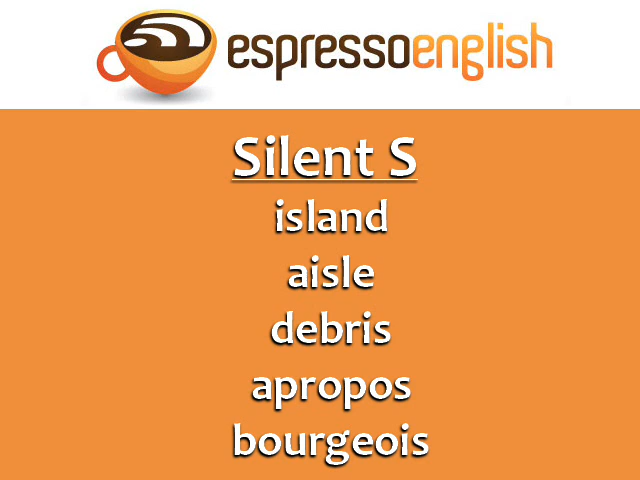 espressoenglish
Silent S
island
aisle
debris
apropos
bourgeois